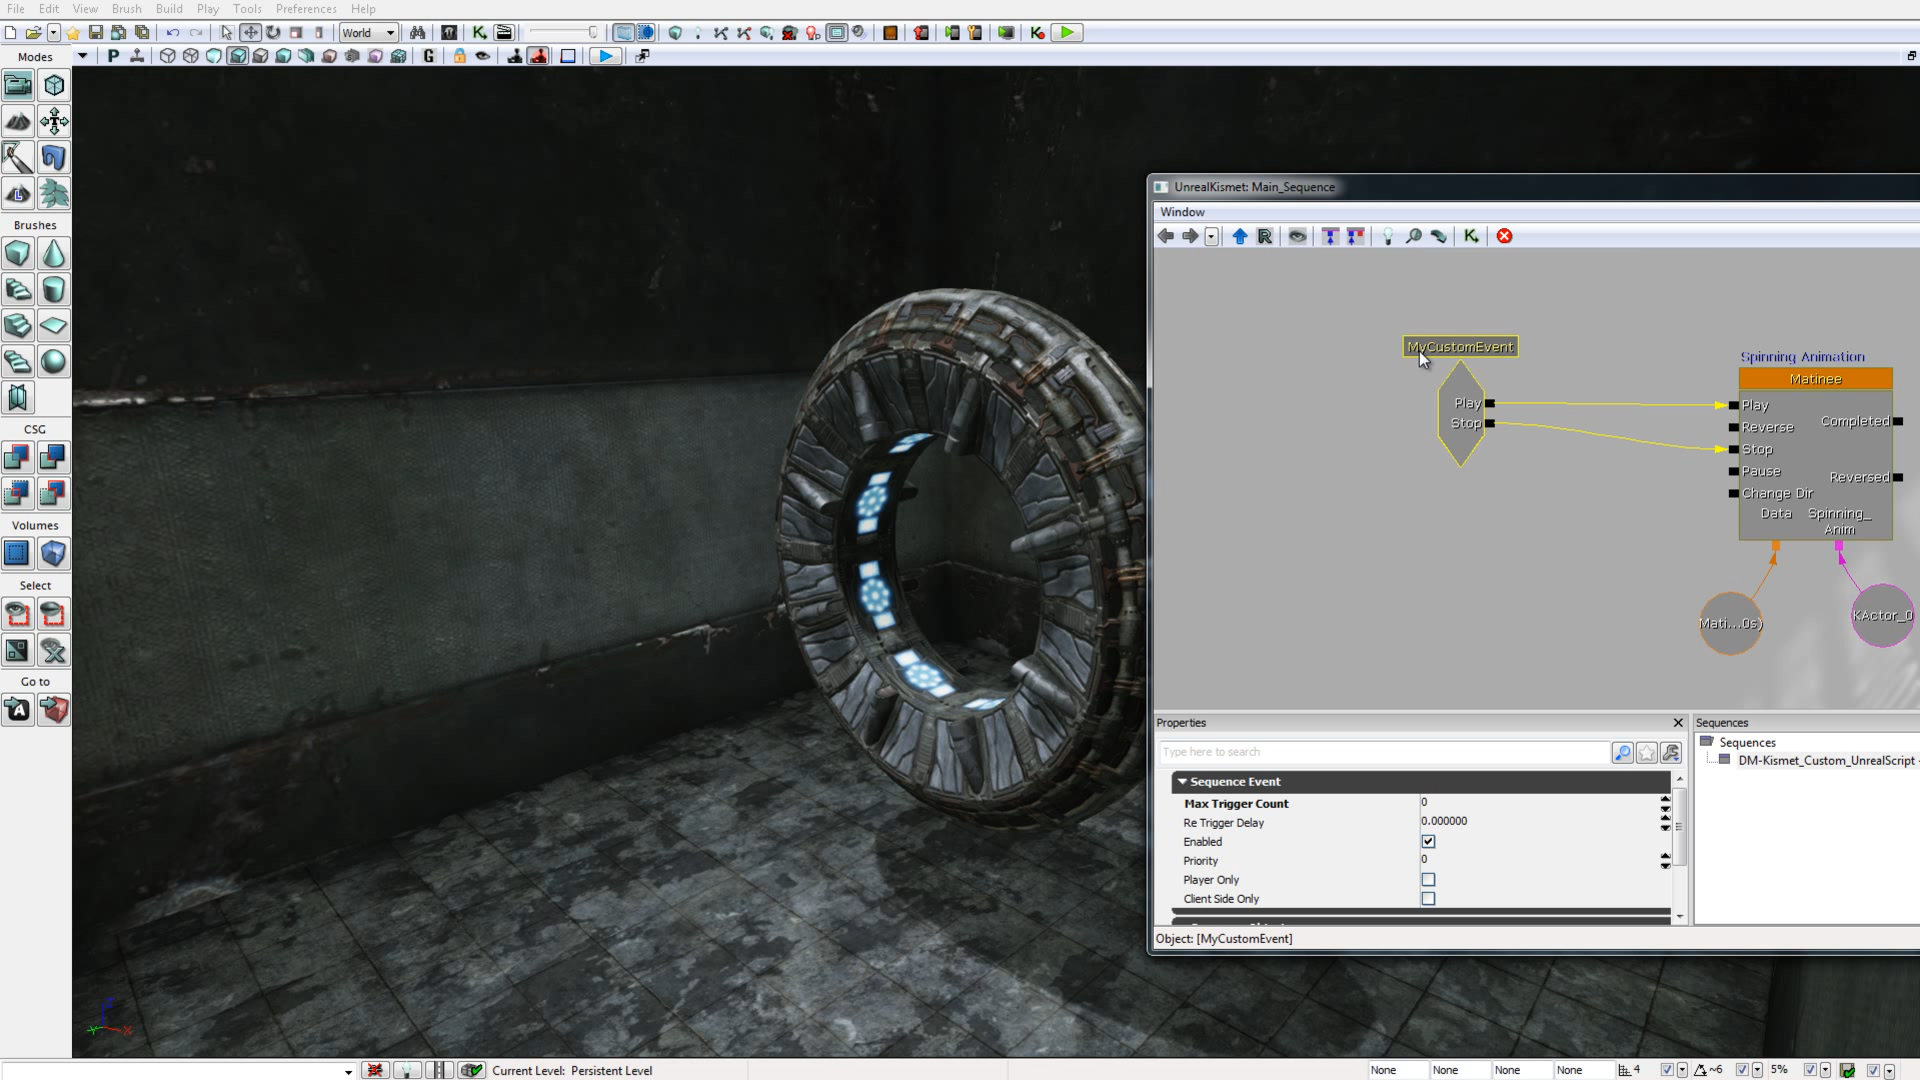 File Edit View Brush Build Play Tools Preferences Help
World
Modes
P
G
Brushes
CSG
Volumes
Select
Go to
UnrealKismet: Main_Sequence
Window
R
MyCustomEvent
Play
Stop
Spinning Animation
Matinee
Play
Reverse
Stop
Pause
Change Dir
Completed
Reversed
Data
Spinning_
Anim
Mati...0s)
KActor_0
Properties
Type here to search
Sequence Event
Max Trigger Count 0
Re Trigger Delay 0.000000
Enabled
Priority 0
Player Only
Client Side Only
Object: [MyCustomEvent]
Sequences
Sequences
DM-Kismet_Custom_UnrealScript
Current Level: Persistent Level
None None None None 4 ~6 5%